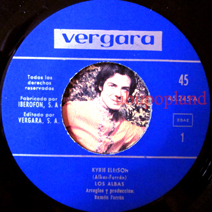 vergara
Todos los
derechos
reservados
45
Fabricado por
IBEROFON, S. A.
Editado por
VERGARA, S. A.
1
KYRIE ELEISON
(Albas-Farrán)
LOS ALBAS
Arreglos y producción:
Ramón Farrán